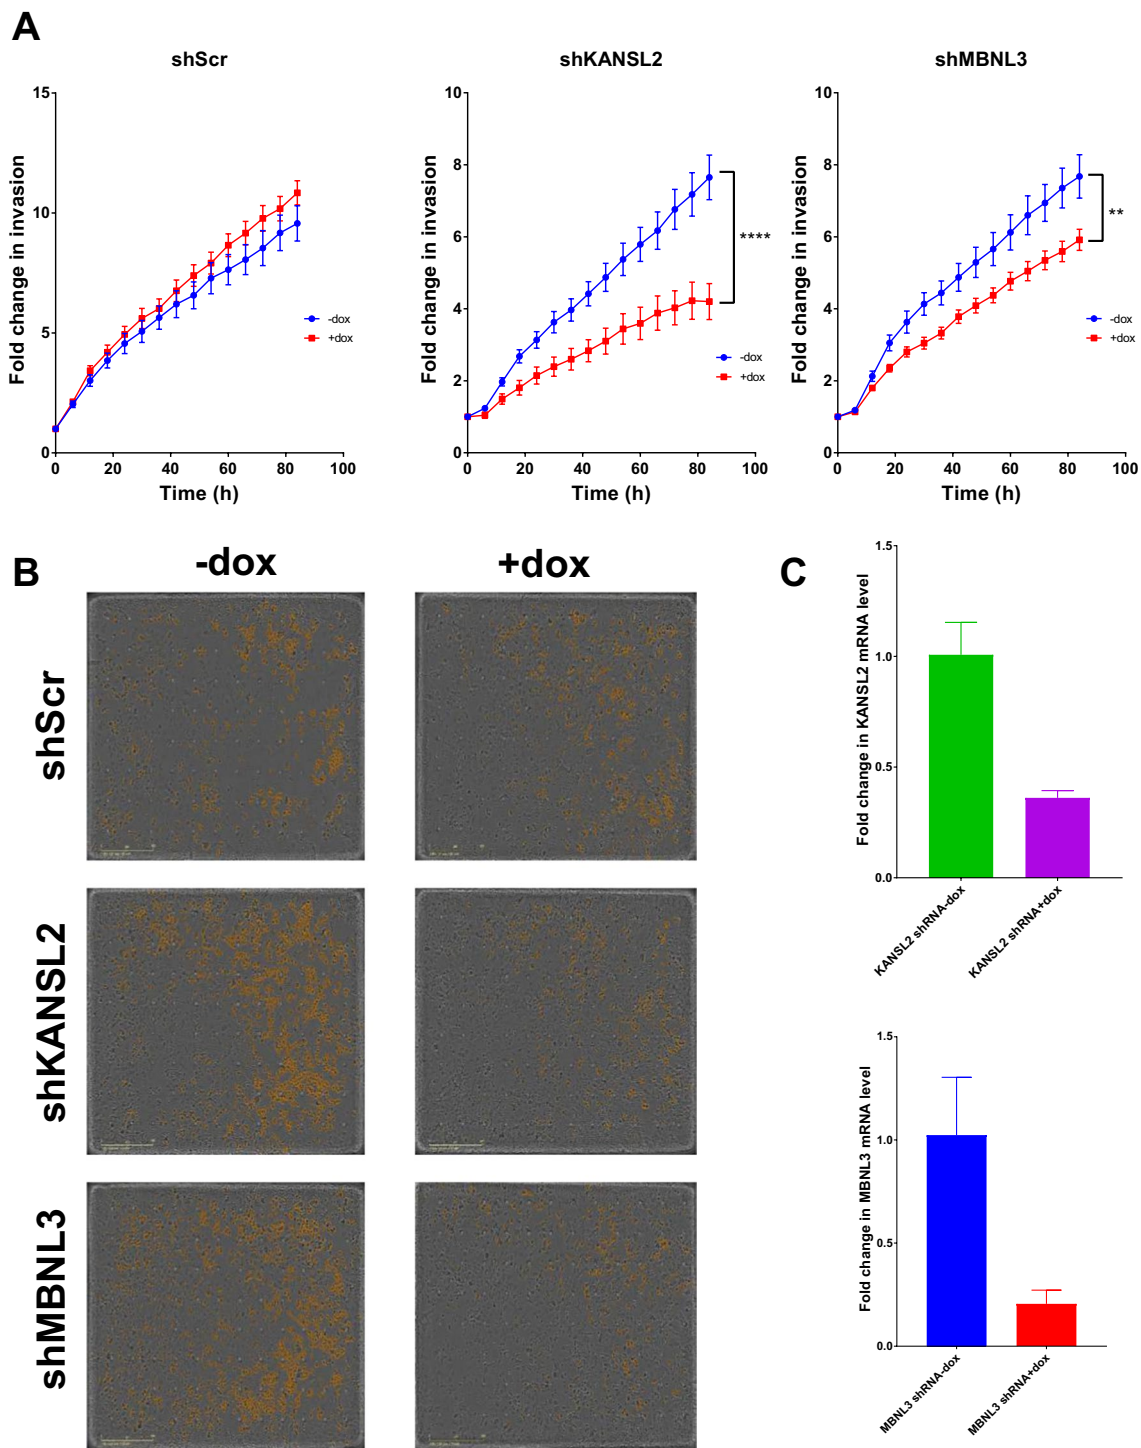 A
shScr
shKANSL2
shMBNL3
Fold change in invasion
15
10
5
0
0 20 40 60 80 100
Time (h)
-dox
+dox
Fold change in invasion
10
8
6
4
2
0
0 20 40 60 80 100
Time (h)
-dox
+dox
****
Fold change in invasion
10
8
6
4
2
0
0 20 40 60 80 100
Time (h)
-dox
+dox
**
B
-dox
+dox
shScr
shKANSL2
shMBNL3
C
Fold change in KANSL2 mRNA level
1.5
1.0
0.5
0.0
KANSL2 shRNA-dox
KANSL2 shRNA+dox
Fold change in MBNL3 mRNA level
1.5
1.0
0.5
0.0
MBNL3 shRNA-dox
MBNL3 shRNA+dox